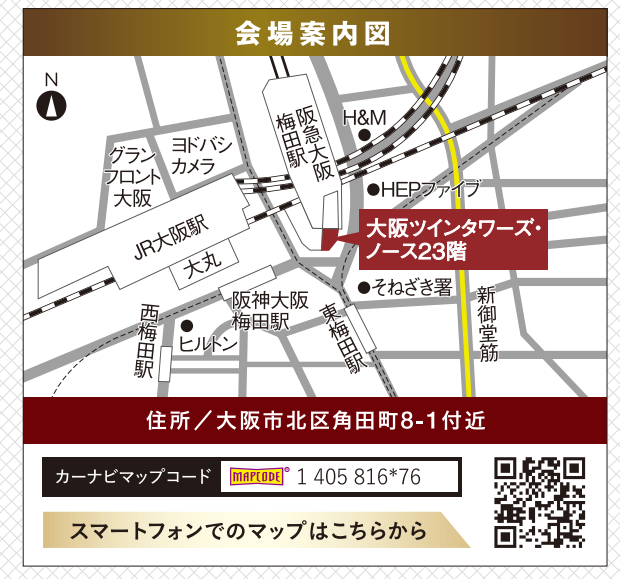 会場案内図
N
H&M
阪急大阪
梅田駅
ヨドバシ
カメラ
グラン
フロント
大阪
HEPファイブ
大阪ツインタワーズ・
ノース23階
JR大阪駅
大丸
そねざき署
新御堂筋
阪神大阪
梅田駅
東梅田駅
西梅田駅
ヒルトン
住所／大阪市北区角田町8-1付近
カーナビマップコード MAPCODE® 1 405 816*76
スマートフォンでのマップはこちらから